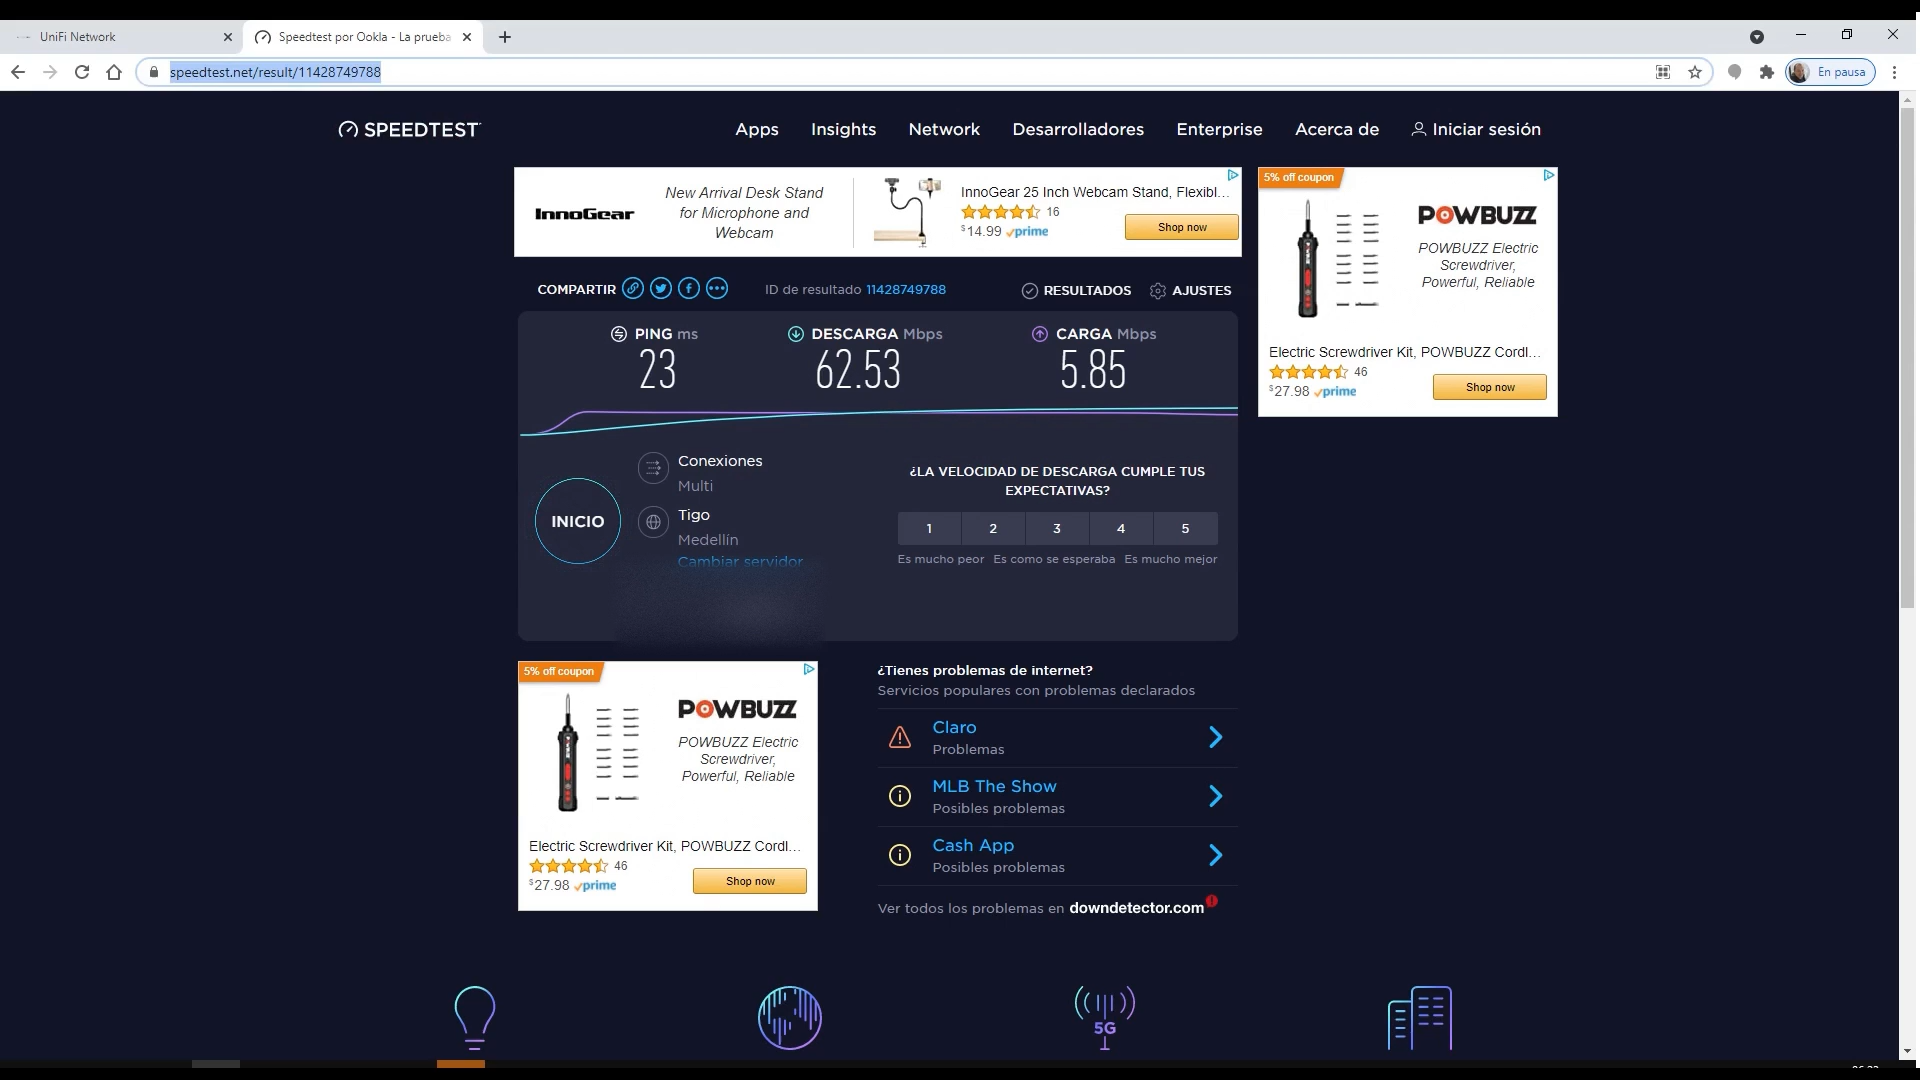 UniFi Network
Speedtest por Ookla - La prueba
speedtest.net/result/11428749788
En pausa
SPEEDTEST
Apps
Insights
Network
Desarrolladores
Enterprise
Acerca de
Iniciar sesión
InnoGear
New Arrival Desk Stand
for Microphone and
Webcam
InnoGear 25 Inch Webcam Stand, Flexibl...
16
$14.99 prime
Shop now
5% off coupon
POWBUZZ
POWBUZZ Electric
Screwdriver,
Powerful, Reliable
Electric Screwdriver Kit, POWBUZZ Cordl...
46
$27.98 prime
Shop now
COMPARTIR
ID de resultado 11428749788
RESULTADOS
AJUSTES
PING ms
23
DESCARGA Mbps
62.53
CARGA Mbps
5.85
INICIO
Conexiones
Multi
Tigo
Medellín
Cambiar servidor
¿LA VELOCIDAD DE DESCARGA CUMPLE TUS
EXPECTATIVAS?
1 2 3 4 5
Es mucho peor Es como se esperaba Es mucho mejor
5% off coupon
POWBUZZ
POWBUZZ Electric
Screwdriver,
Powerful, Reliable
Electric Screwdriver Kit, POWBUZZ Cordl...
46
$27.98 prime
Shop now
¿Tienes problemas de internet?
Servicios populares con problemas declarados
Claro
Problemas
MLB The Show
Posibles problemas
Cash App
Posibles problemas
Ver todos los problemas en downdetector.com
5G